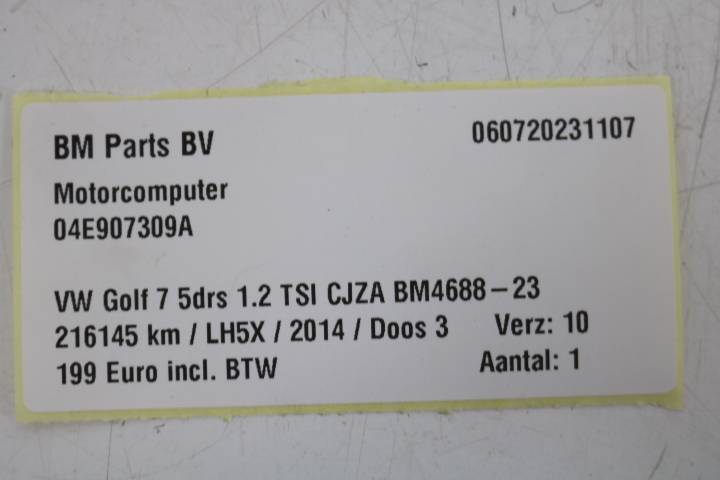 BM Parts BV 060720231107
Motorcomputer
04E907309A
VW Golf 7 5drs 1.2 TSI CJZA BM4688-23
216145 km / LH5X / 2014 / Doos 3 Verz: 10
199 Euro incl. BTW Aantal: 1